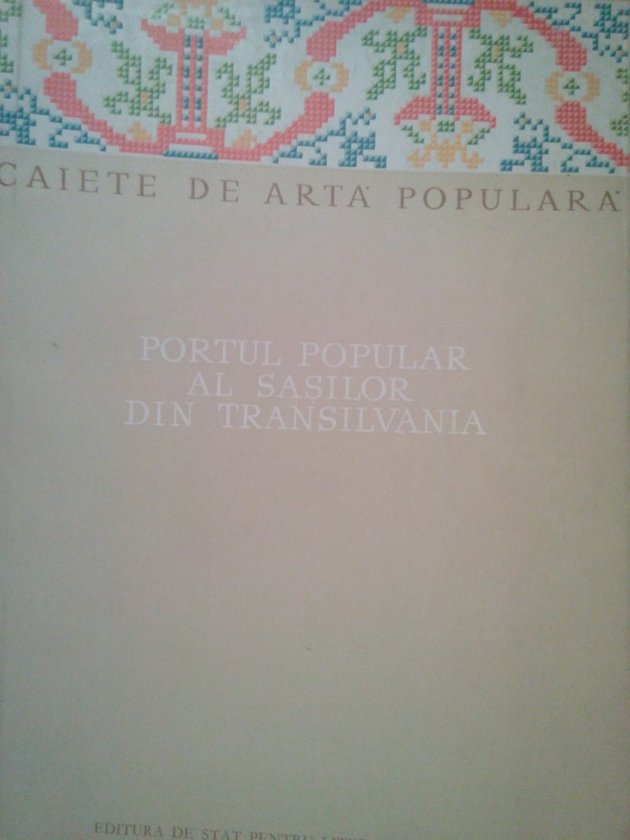 CAIETE DE ARTĂ POPULARĂ
PORTUL POPULAR
AL SAȘILOR
DIN TRANSILVANIA
EDITURA DE STAT PENTRU